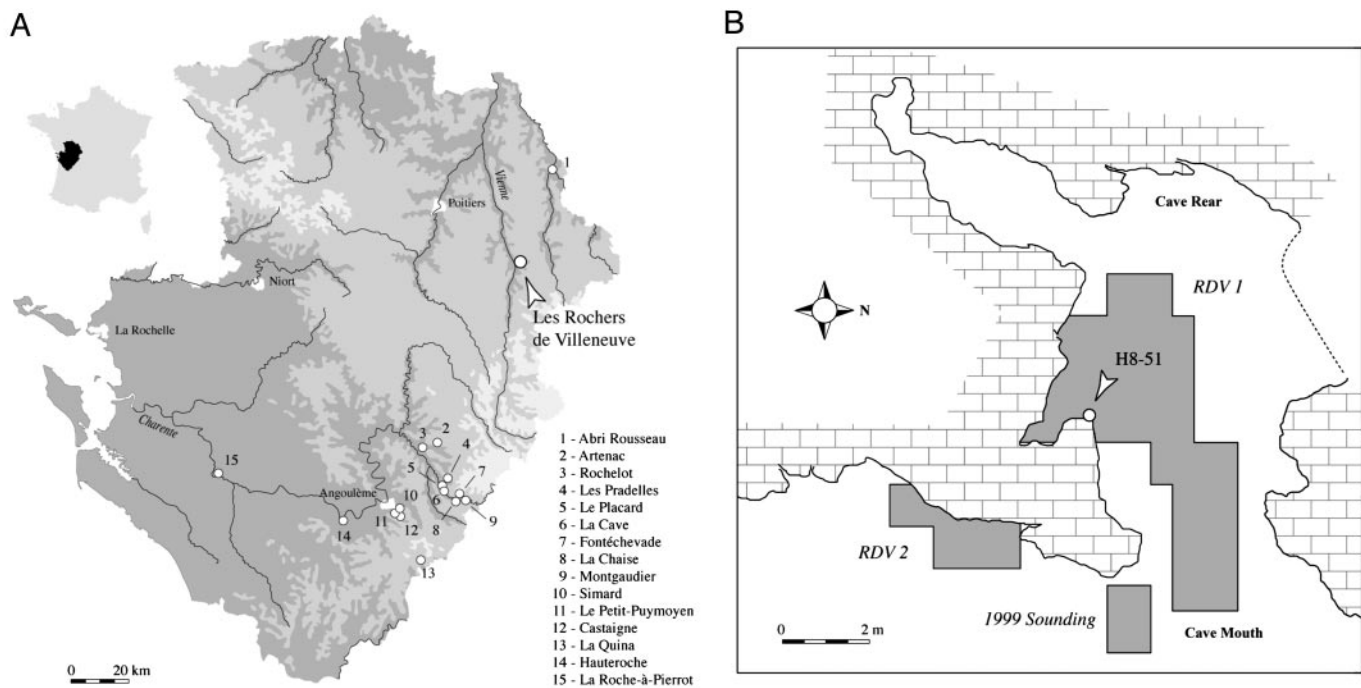 A
Vienne
1
Poitiers
Niort
La Rochelle
Les Rochers
de Villeneuve
Charente
3
2
4
5
7
15
Angoulême
10
6
11
12
8
9
14
13
1 - Abri Rousseau
2 - Artenac
3 - Rochelot
4 - Les Pradelles
5 - Le Placard
6 - La Cave
7 - Fontéchevade
8 - La Chaise
9 - Montgaudier
10 - Simard
11 - Le Petit-Puymoyen
12 - Castaigne
13 - La Quina
14 - Hauteroche
15 - La Roche-à-Pierrot
0 20 km
B
Cave Rear
RDV 1
N
H8-51
RDV 2
1999 Sounding
Cave Mouth
0 2 m